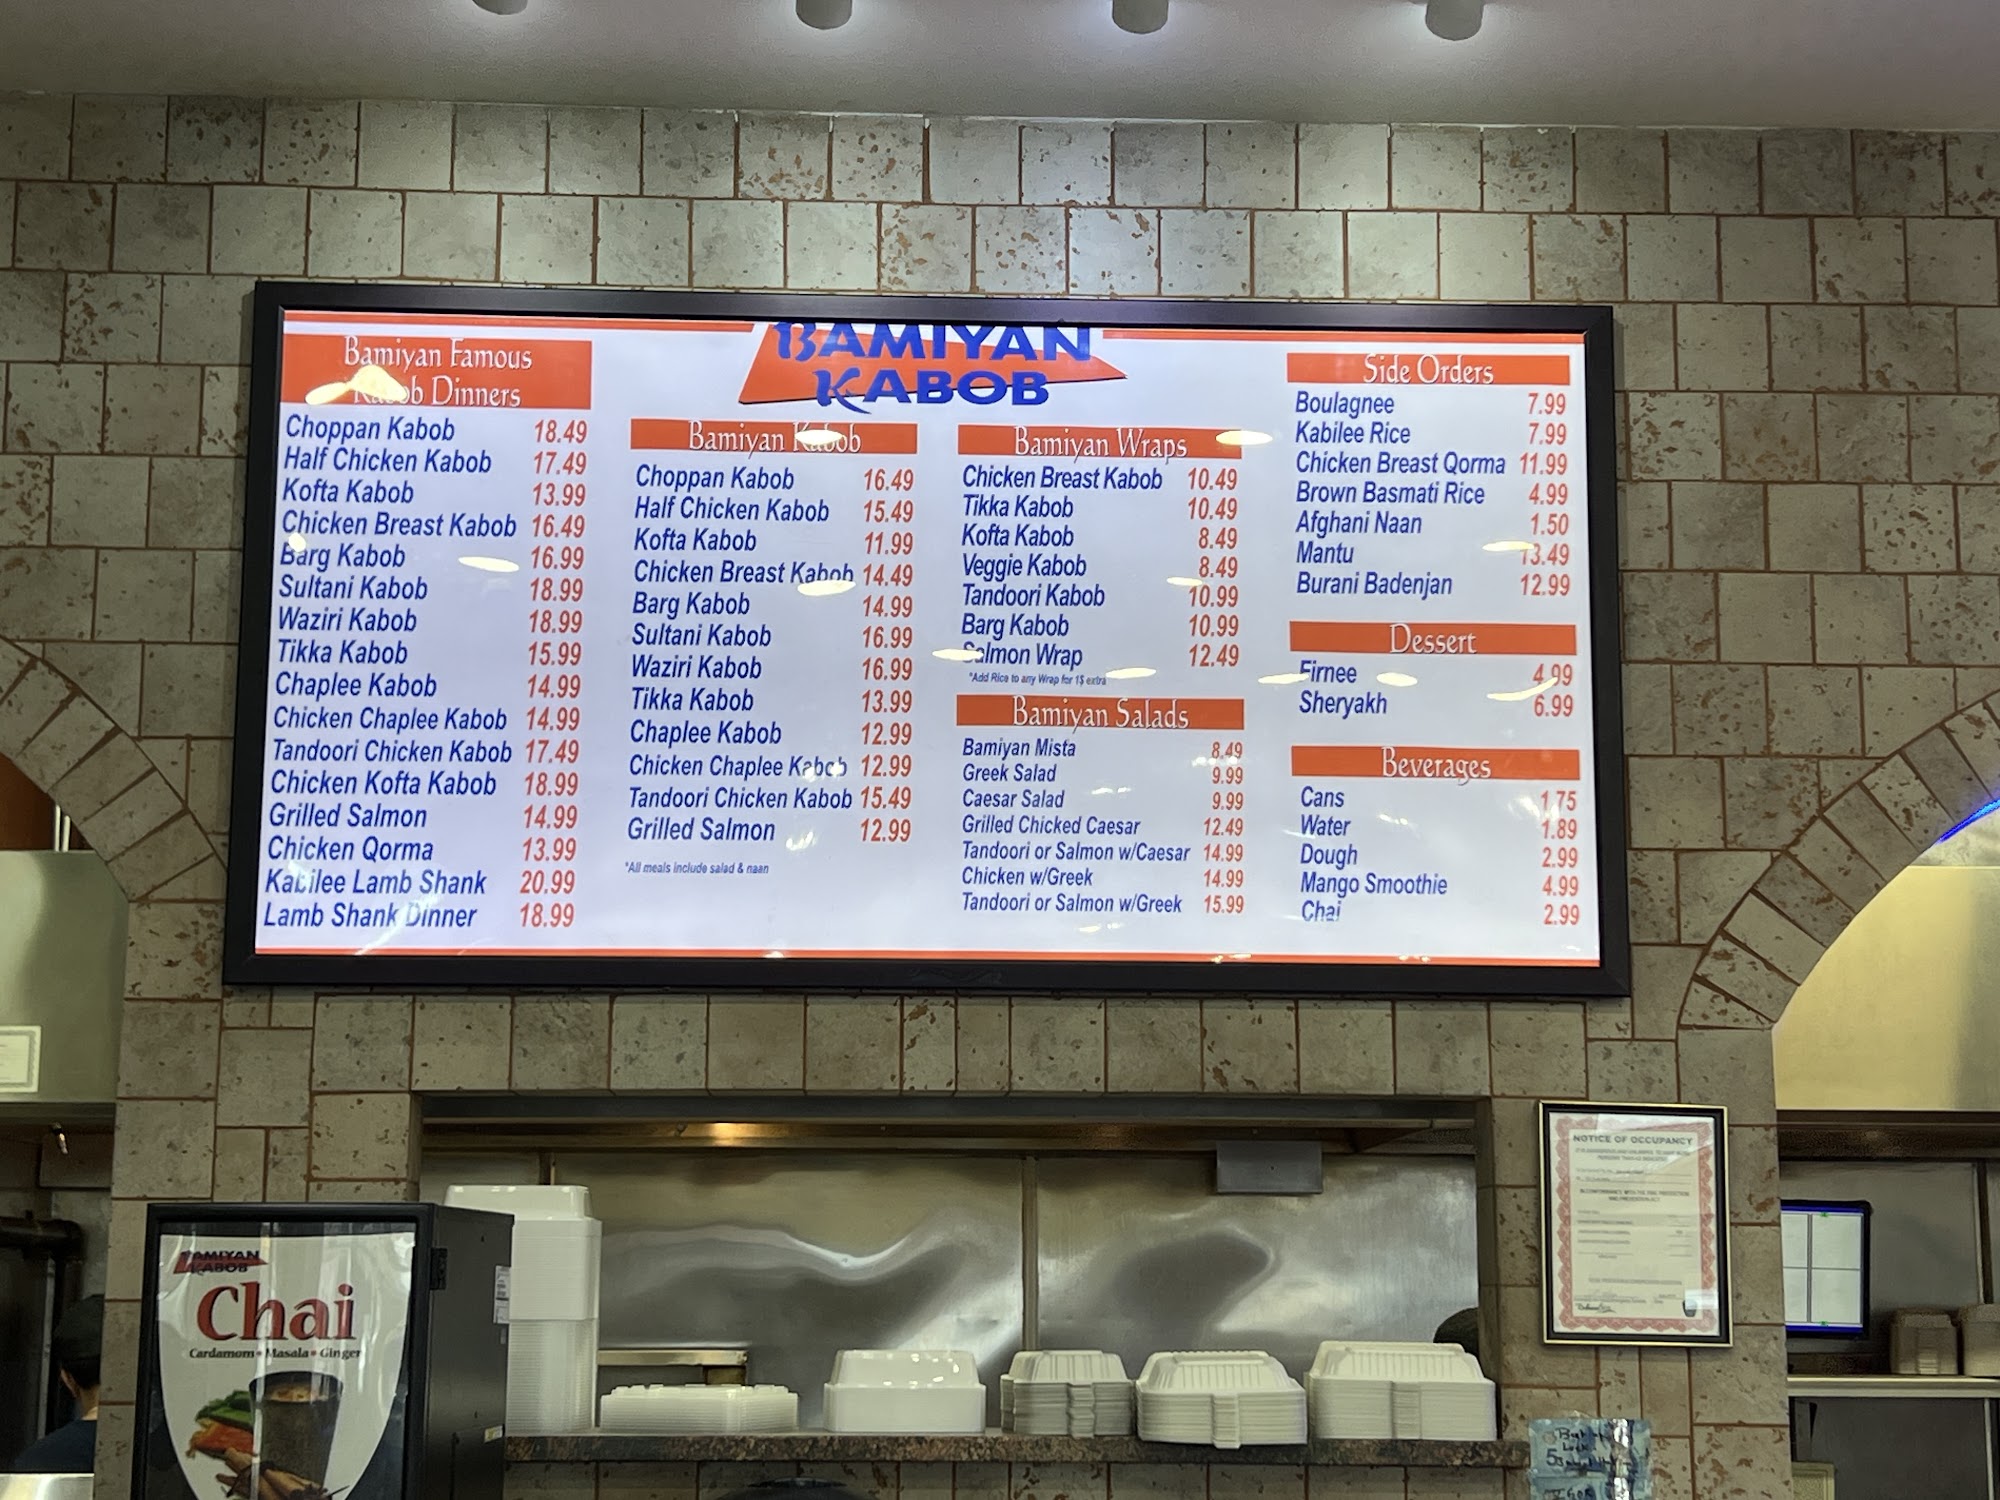 BAMIYAN
KABOB
Bamiyan Famous
Kabob Dinners
Choppan Kabob 18.49
Half Chicken Kabob 17.49
Kofta Kabob 13.99
Chicken Breast Kabob 16.49
Barg Kabob 16.99
Sultani Kabob 18.99
Waziri Kabob 18.99
Tikka Kabob 15.99
Chaplee Kabob 14.99
Chicken Chaplee Kabob 14.99
Tandoori Chicken Kabob 17.49
Chicken Kofta Kabob 18.99
Grilled Salmon 14.99
Chicken Qorma 13.99
Kabilee Lamb Shank 20.99
Lamb Shank Dinner 18.99
Bamiyan Kabob
Choppan Kabob 16.49
Half Chicken Kabob 15.49
Kofta Kabob 11.99
Chicken Breast Kabob 14.49
Barg Kabob 14.99
Sultani Kabob 16.99
Waziri Kabob 16.99
Tikka Kabob 13.99
Chaplee Kabob 12.99
Chicken Chaplee Kabob 12.99
Tandoori Chicken Kabob 15.49
Grilled Salmon 12.99
*All meals include salad & naan
Bamiyan Wraps
Chicken Breast Kabob 10.49
Tikka Kabob 10.49
Kofta Kabob 8.49
Veggie Kabob 8.49
Tandoori Kabob 10.99
Barg Kabob 10.99
Salmon Wrap 12.49
*Add Rice to any Wrap for 1$ extra
Bamiyan Salads
Bamiyan Mista 8.49
Greek Salad 9.99
Caesar Salad 9.99
Grilled Chicked Caesar 12.49
Tandoori or Salmon w/Caesar 14.99
Chicken w/Greek 14.99
Tandoori or Salmon w/Greek 15.99
Side Orders
Boulagnee 7.99
Kabilee Rice 7.99
Chicken Breast Qorma 11.99
Brown Basmati Rice 4.99
Afghani Naan 1.50
Mantu 13.49
Burani Badenjan 12.99
Dessert
Firnee 4.99
Sheryakh 6.99
Beverages
Cans 1.75
Water 1.89
Dough 2.99
Mango Smoothie 4.99
Chai 2.99
NOTICE OF OCCUPANCY
BAMIYAN
KABOB
Chai
Cardamom • Masala • Ginger